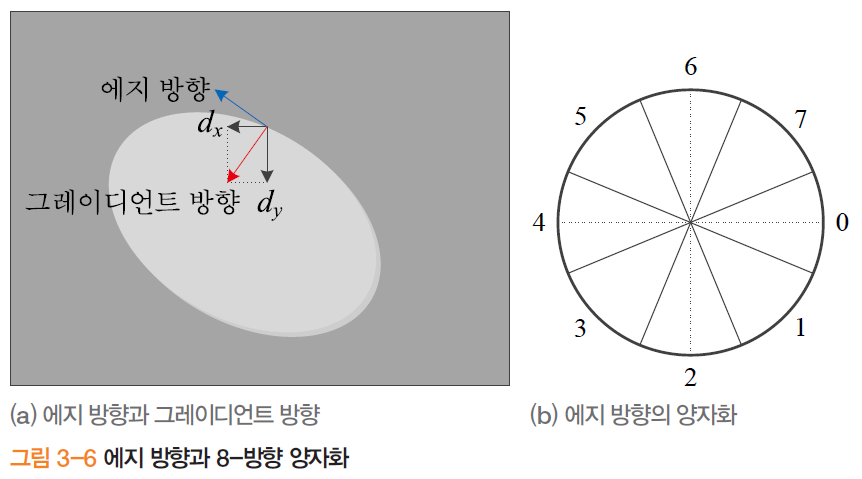 에지 방향
dx
그레이디언트 방향 dy
6
5 7
4 0
3 1
2
(a) 에지 방향과 그레이디언트 방향
(b) 에지 방향의 양자화
그림 3-6 에지 방향과 8-방향 양자화